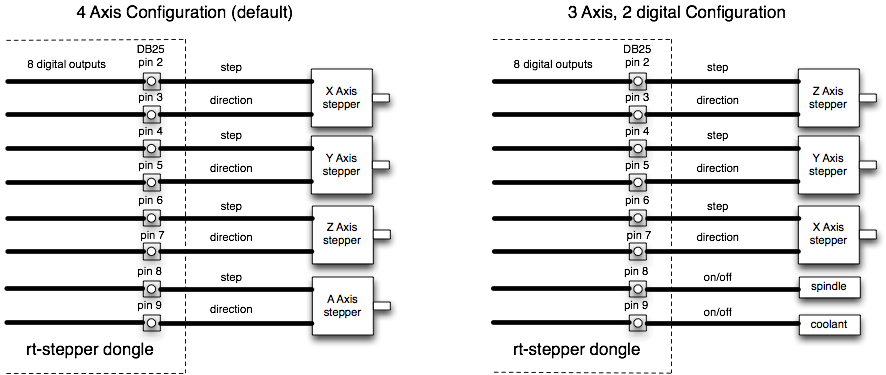 4 Axis Configuration (default)
DB25
8 digital outputs
pin 2
step
pin 3
direction
X Axis
stepper
pin 4
step
pin 5
direction
Y Axis
stepper
pin 6
step
pin 7
direction
Z Axis
stepper
pin 8
step
pin 9
direction
A Axis
stepper
rt-stepper dongle
3 Axis, 2 digital Configuration
DB25
8 digital outputs
pin 2
step
pin 3
direction
Z Axis
stepper
pin 4
step
pin 5
direction
Y Axis
stepper
pin 6
step
pin 7
direction
X Axis
stepper
pin 8
on/off
spindle
pin 9
on/off
coolant
rt-stepper dongle